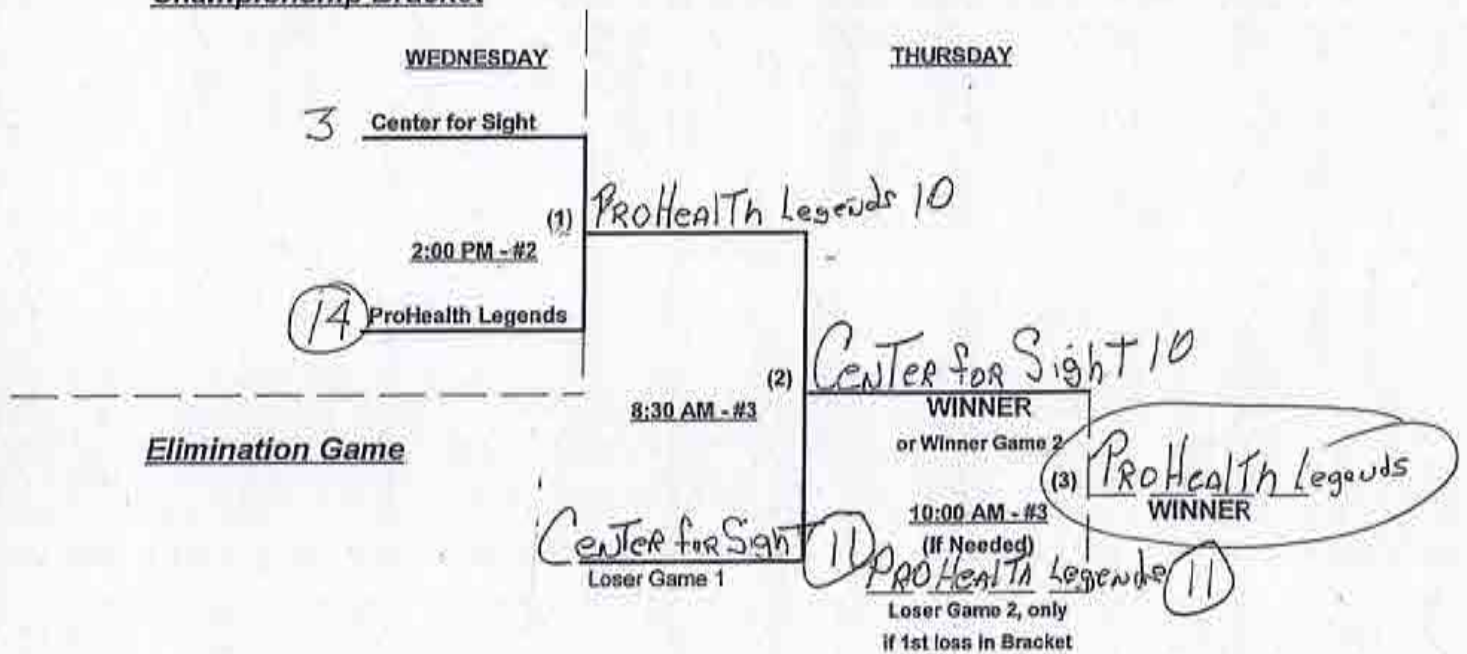 Championship Bracket
WEDNESDAY
THURSDAY
3 Center for Sight
(1) PROHealTh Legends 10
2:00 PM - #2
14 ProHealth Legends
(2) CENTER FOR SighT 10
8:30 AM - #3
WINNER
or Winner Game 2
Elimination Game
(3) PROHealTh Legends
WINNER
10:00 AM - #3
(If Needed)
CENTER foR SighT 11
Loser Game 1
PROHealTh Legends 11
Loser Game 2, only
if 1st loss in Bracket